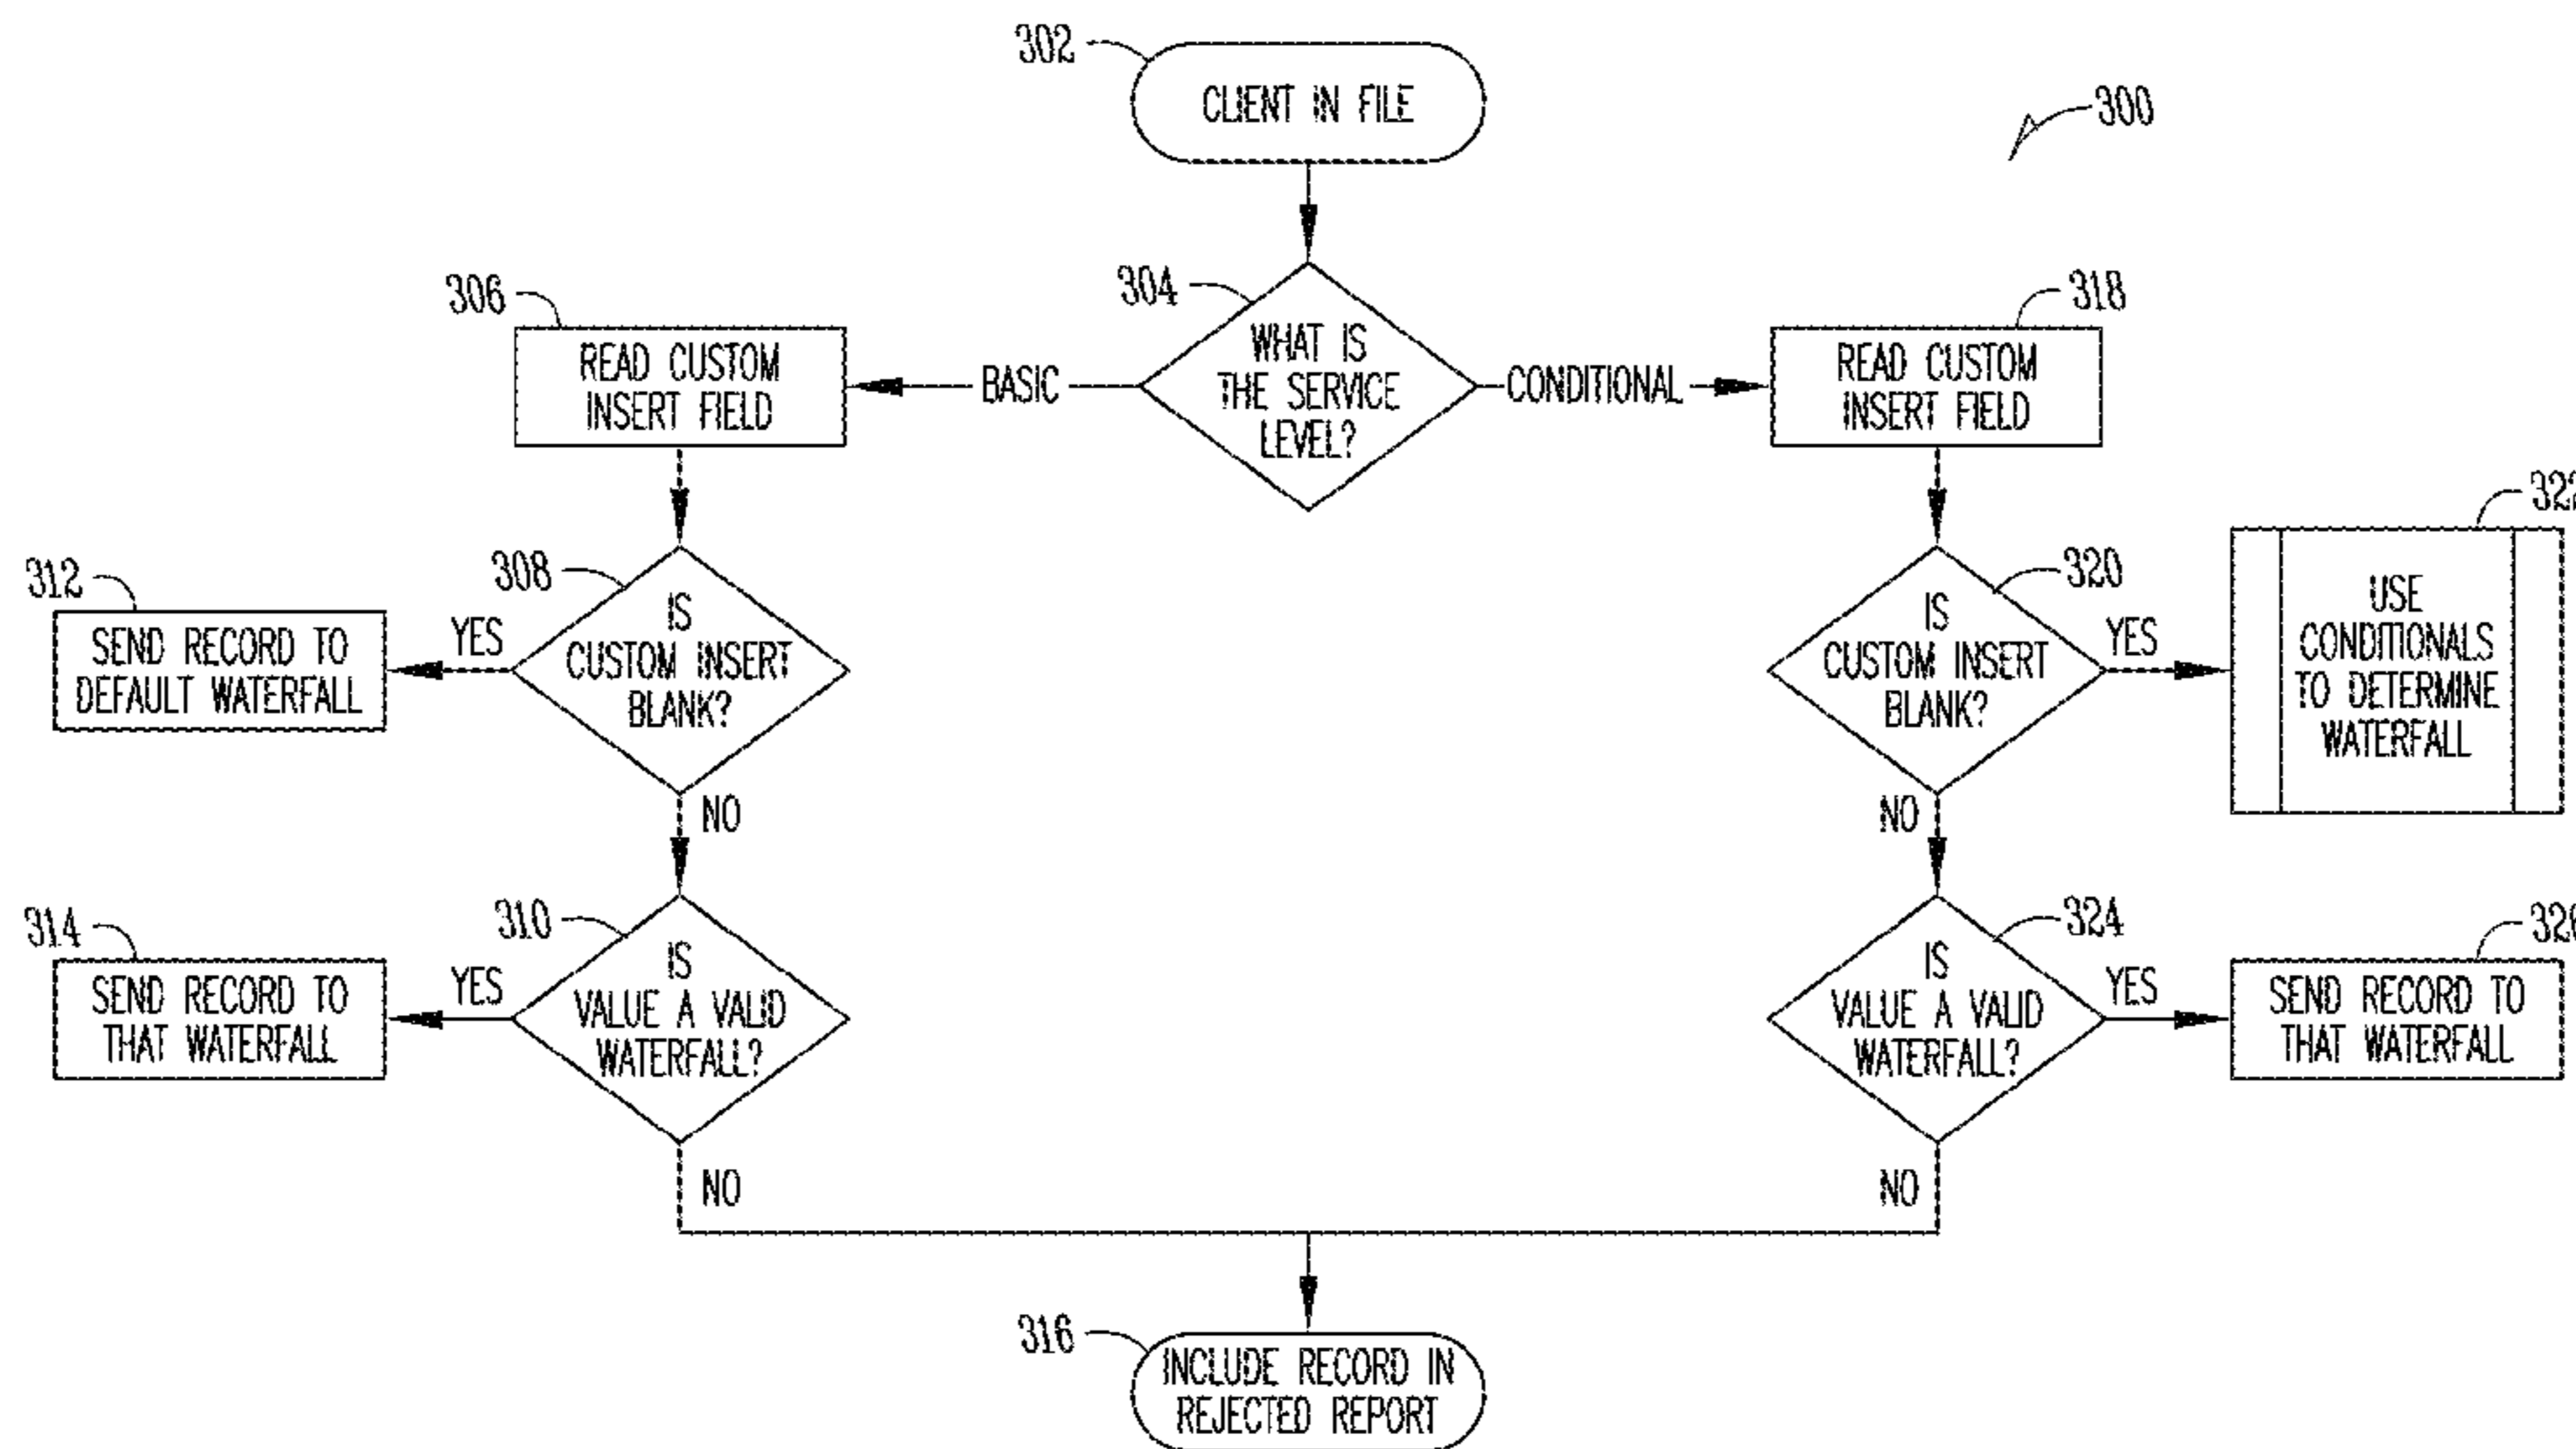 302
CLIENT IN FILE
300
304
WHAT IS
THE SERVICE
LEVEL?
BASIC
CONDITIONAL
306
READ CUSTOM
INSERT FIELD
318
READ CUSTOM
INSERT FIELD
308
IS
CUSTOM INSERT
BLANK?
YES
NO
312
SEND RECORD TO
DEFAULT WATERFALL
320
IS
CUSTOM INSERT
BLANK?
YES
NO
USE
CONDITIONALS
TO DETERMINE
WATERFALL
310
IS
VALUE A VALID
WATERFALL?
YES
NO
314
SEND RECORD TO
THAT WATERFALL
324
IS
VALUE A VALID
WATERFALL?
YES
NO
SEND RECORD TO
THAT WATERFALL
316
INCLUDE RECORD IN
REJECTED REPORT